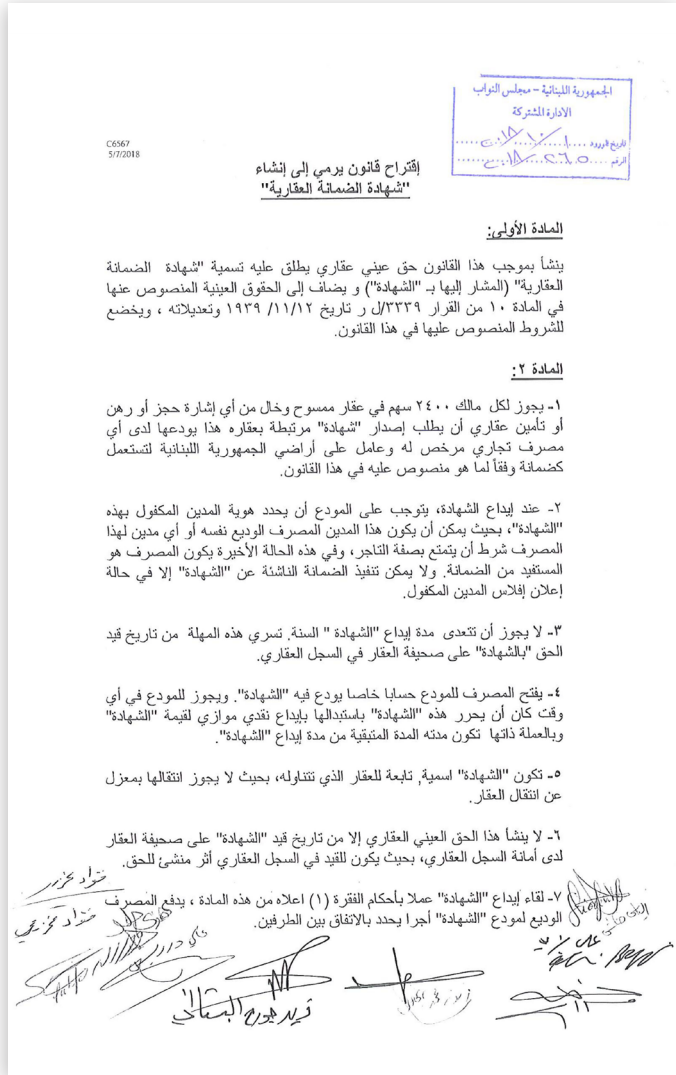 الجمهورية اللبنانية – مجلس النواب
الادارة المشتركة
تاريخ الورود
الرقم
C6567
5/7/2018
إقتراح قانون يرمي إلى إنشاء
"شهادة الضمانة العقارية"
المادة الأولى:
ينشأ بموجب هذا القانون حق عيني عقاري يطلق عليه تسمية "شهادة الضمانة
العقارية" (المشار إليها بـ "الشهادة") و يضاف إلى الحقوق العينية المنصوص عنها
في المادة ١٠ من القرار ٣٣٣٩/ل ر تاريخ ١١/١٢/ ١٩٣٩ وتعديلاته ، ويخضع
للشروط المنصوص عليها في هذا القانون.
المادة ٢:
١- يجوز لكل مالك ٢٤٠٠ سهم في عقار ممسوح وخال من أي إشارة حجز أو رهن
أو تأمين عقاري أن يطلب إصدار "شهادة" مرتبطة بعقاره هذا يودعها لدى أي
مصرف تجاري مرخص له وعامل على أراضي الجمهورية اللبنانية لتستعمل
كضمانة وفقاً لما هو منصوص عليه في هذا القانون.
٢- عند إيداع الشهادة، يتوجب على المودع أن يحدد هوية المدين المكفول بهذه
"الشهادة"، بحيث يمكن أن يكون هذا المدين المصرف الوديع نفسه أو أي مدين لهذا
المصرف شرط أن يتمتع بصفة التاجر، وفي هذه الحالة الأخيرة يكون المصرف هو
المستفيد من الضمانة. ولا يمكن تنفيذ الضمانة الناشئة عن "الشهادة" إلا في حالة
إعلان إفلاس المدين المكفول.
٣- لا يجوز أن تتعدى مدة إيداع "الشهادة " السنة. تسري هذه المهلة من تاريخ قيد
الحق "بالشهادة" على صحيفة العقار في السجل العقاري.
٤- يفتح المصرف للمودع حسابا خاصا يودع فيه "الشهادة". ويجوز للمودع في أي
وقت كان أن يحرر هذه "الشهادة" باستبدالها بإيداع نقدي موازي لقيمة "الشهادة"
وبالعملة ذاتها تكون مدته المدة المتبقية من مدة إيداع "الشهادة".
٥- تكون "الشهادة" اسمية, تابعة للعقار الذي تتناوله، بحيث لا يجوز انتقالها بمعزل
عن انتقال العقار.
٦- لا ينشأ هذا الحق العيني العقاري إلا من تاريخ قيد "الشهادة" على صحيفة العقار
لدى أمانة السجل العقاري، بحيث يكون للقيد في السجل العقاري أثر منشئ للحق.
٧- لقاء إيداع "الشهادة" عملا بأحكام الفقرة (١) اعلاه من هذه المادة ، يدفع المصرف
الوديع لمودع "الشهادة" أجرا يحدد بالاتفاق بين الطرفين.
فؤاد مخزومي
فريد جورج البستاني